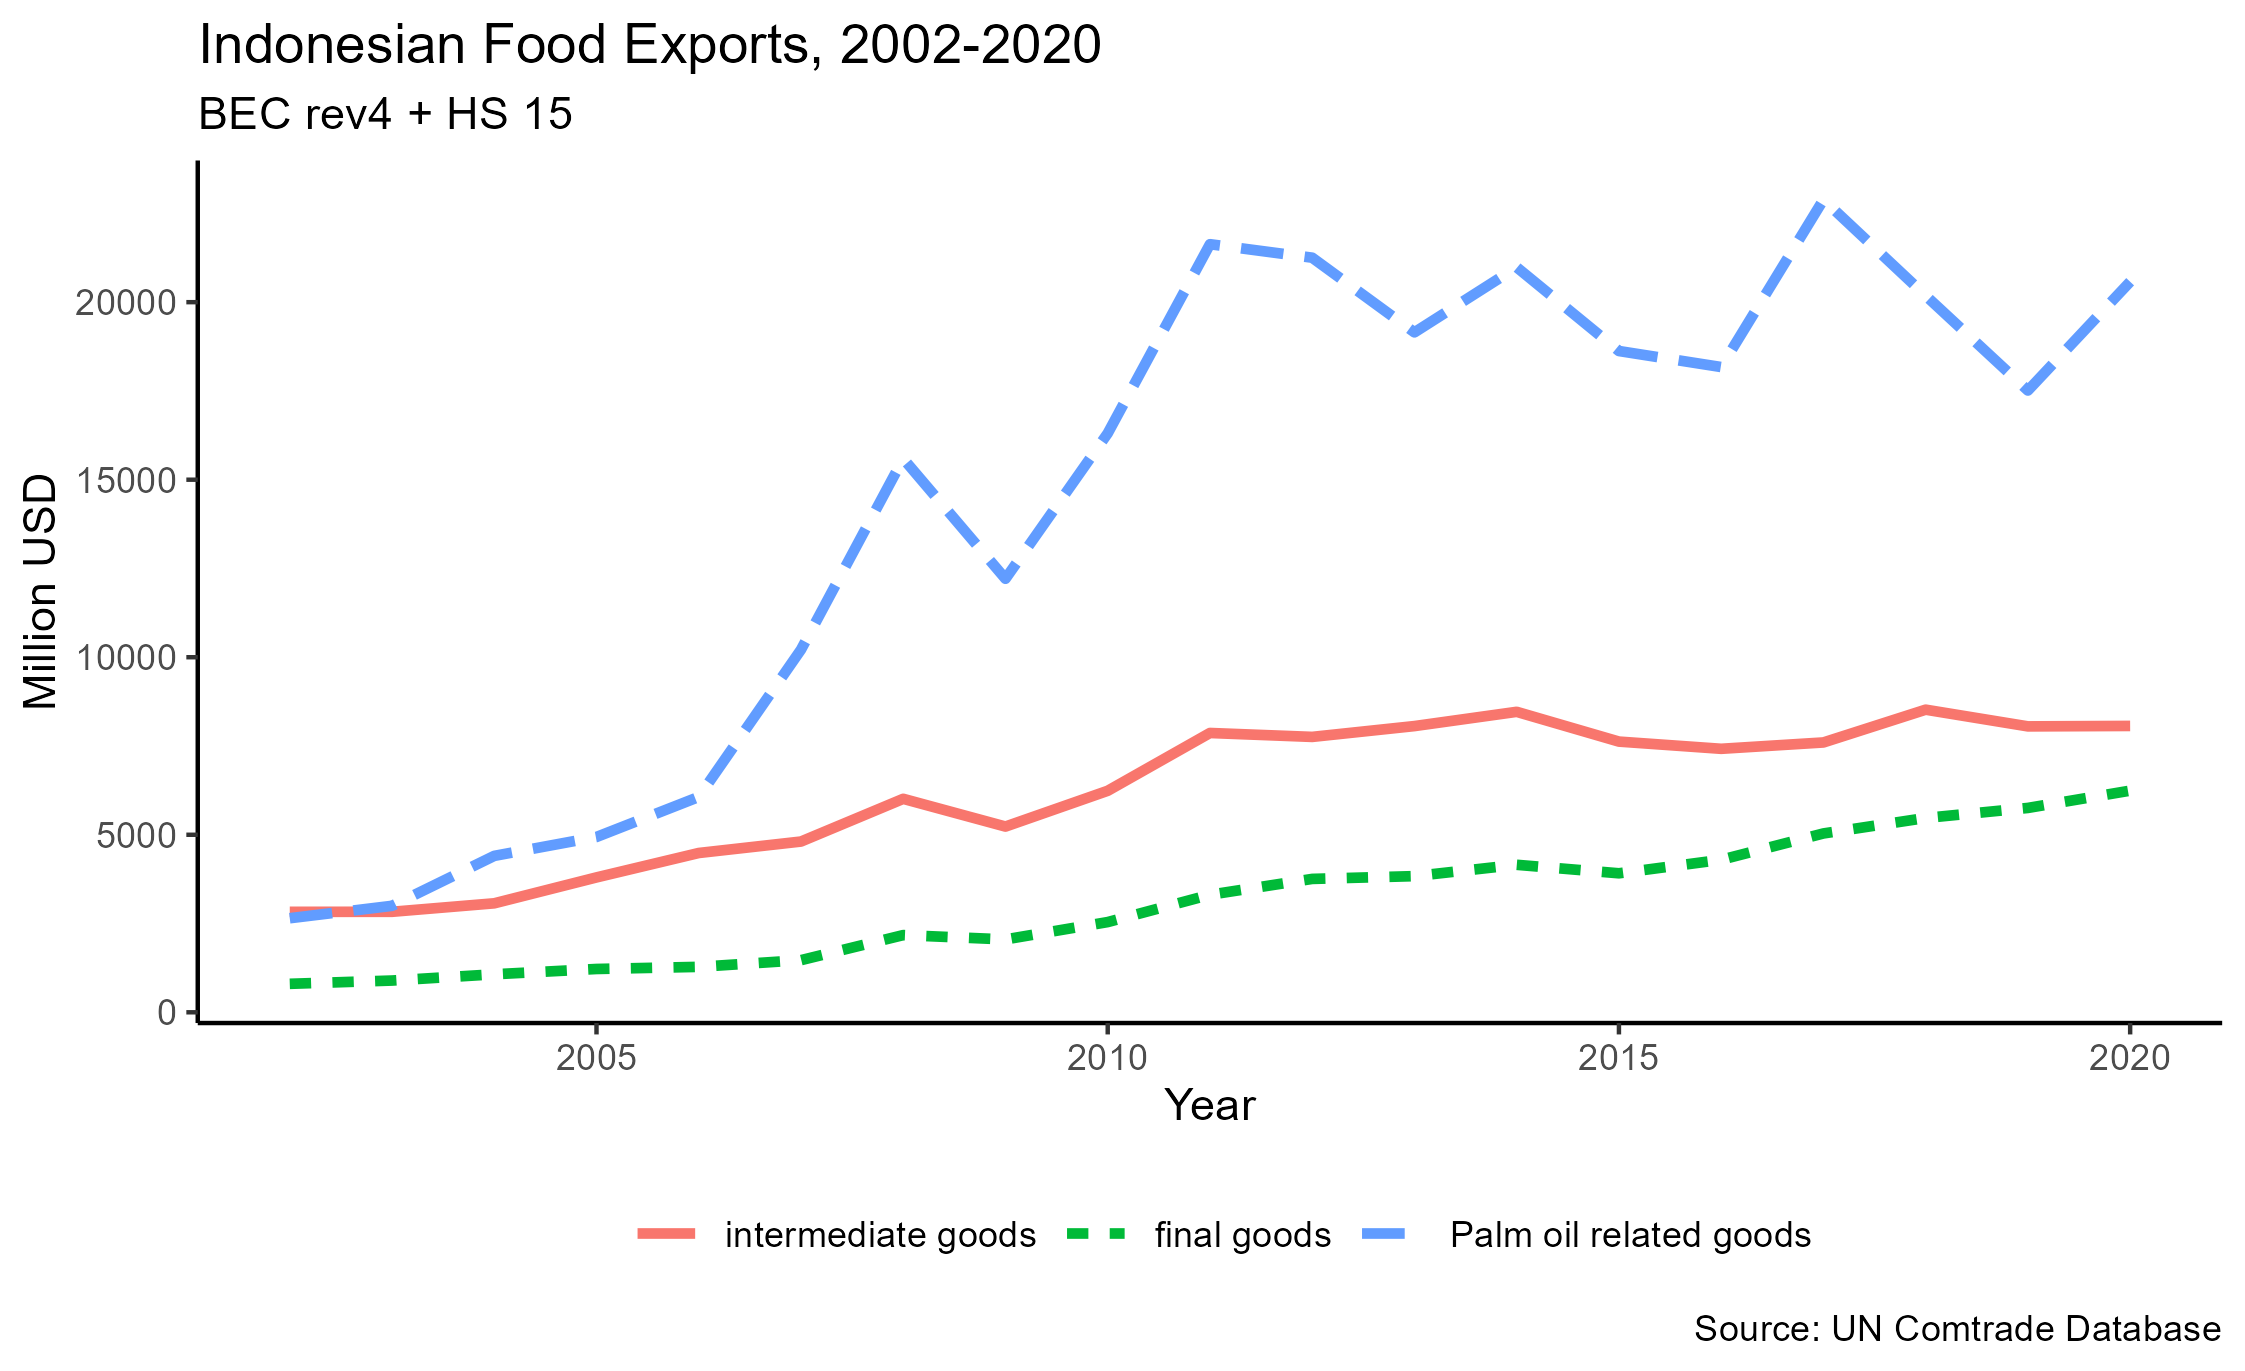 Indonesian Food Exports, 2002-2020
BEC rev4 + HS 15
Million USD
20000
15000
10000
5000
0
2005 2010 2015 2020
Year
intermediate goods final goods Palm oil related goods
Source: UN Comtrade Database